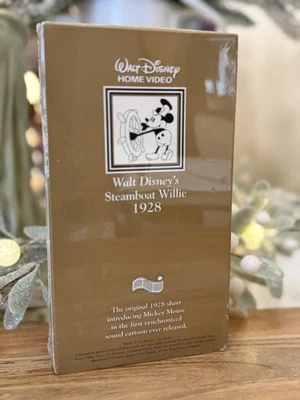 Walt Disney
HOME VIDEO
Walt Disney's
Steamboat Willie
1928
The original 1928 short
introducing Mickey Mouse
in the first synchronized
sound cartoon ever released.